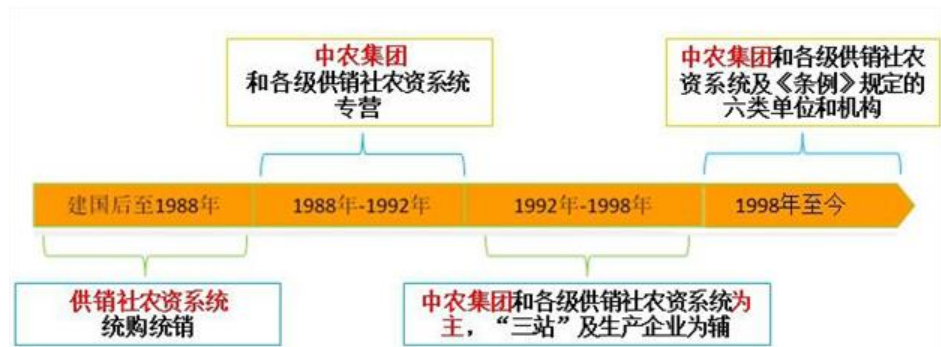 中农集团
和各级供销社农资系统
专营
中农集团和各级供销社农
资系统及《条例》规定的
六类单位和机构
建国后至1988年
1988年-1992年
1992年-1998年
1998年至今
供销社农资系统
统购统销
中农集团和各级供销社农资系统为
主，“三站”及生产企业为辅